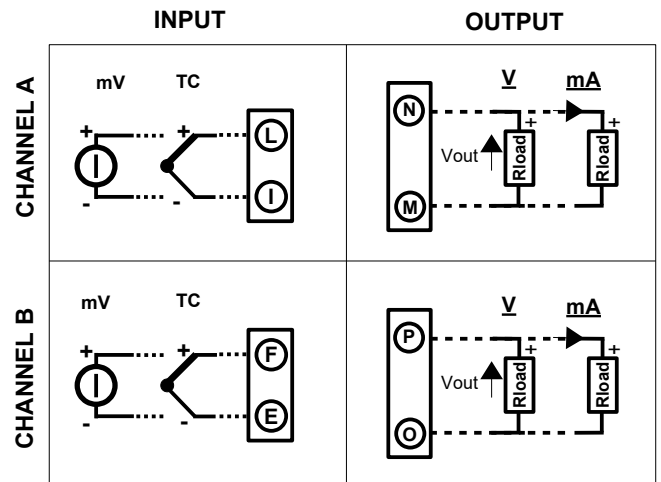 INPUT
OUTPUT
CHANNEL A
mV
TC
+
+
-
-
L
I
V
mA
N
M
Vout
+
Rload
+
Rload
CHANNEL B
mV
TC
+
+
-
-
F
E
V
mA
P
O
Vout
+
Rload
+
Rload